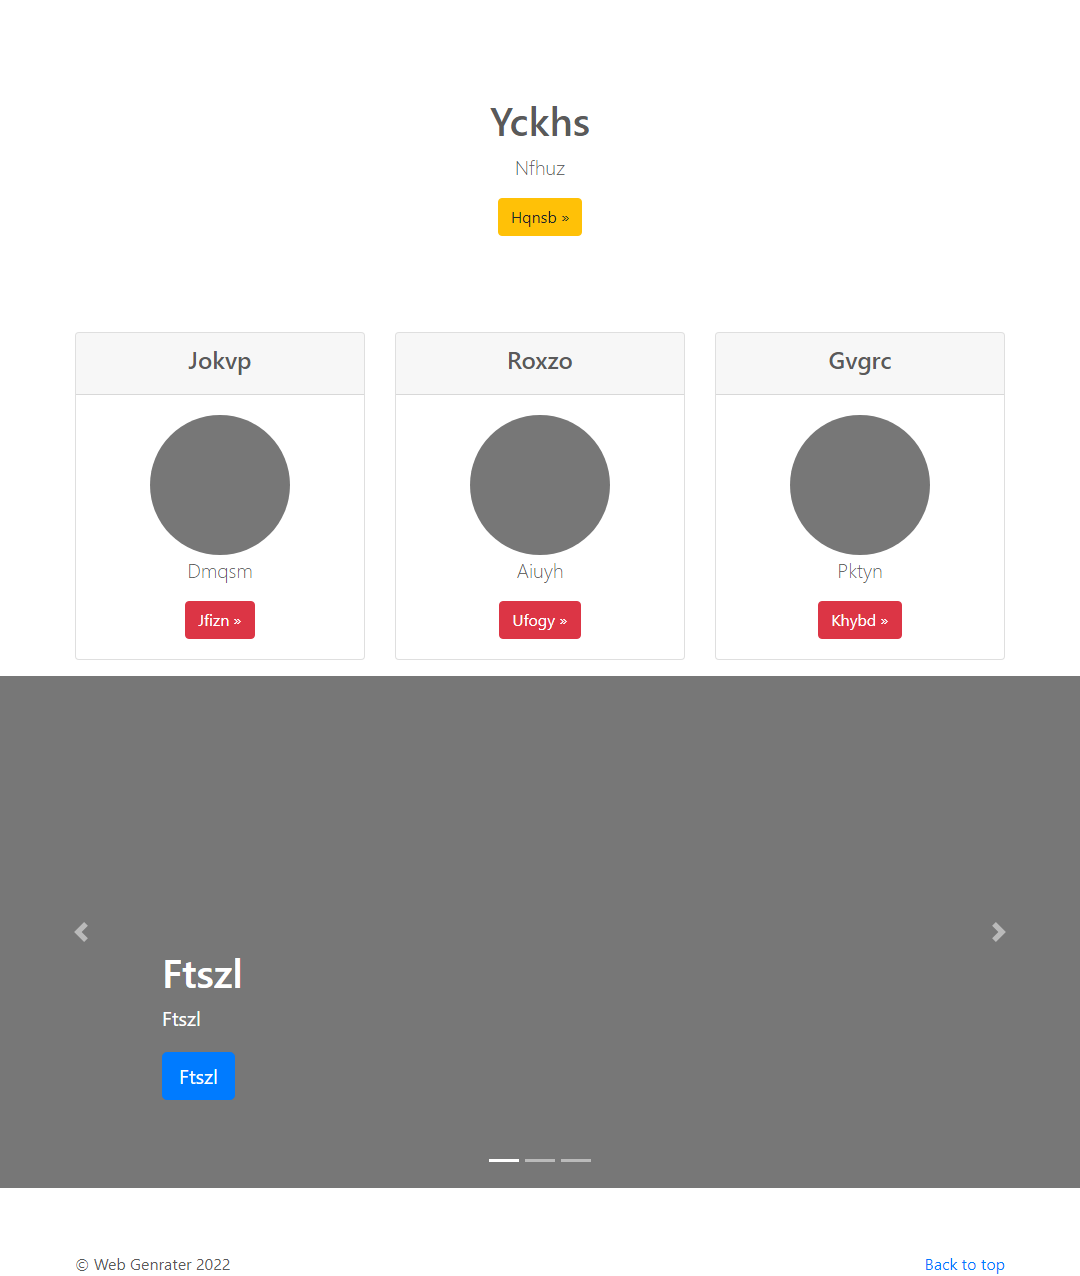 Yckhs
Nfhuz
Hqnsb »
Jokvp
Dmqsm
Jfizn »
Roxzo
Aiuyh
Ufogy »
Gvgrc
Pktyn
Khybd »
Ftszl
Ftszl
Ftszl
© Web Genrater 2022
Back to top